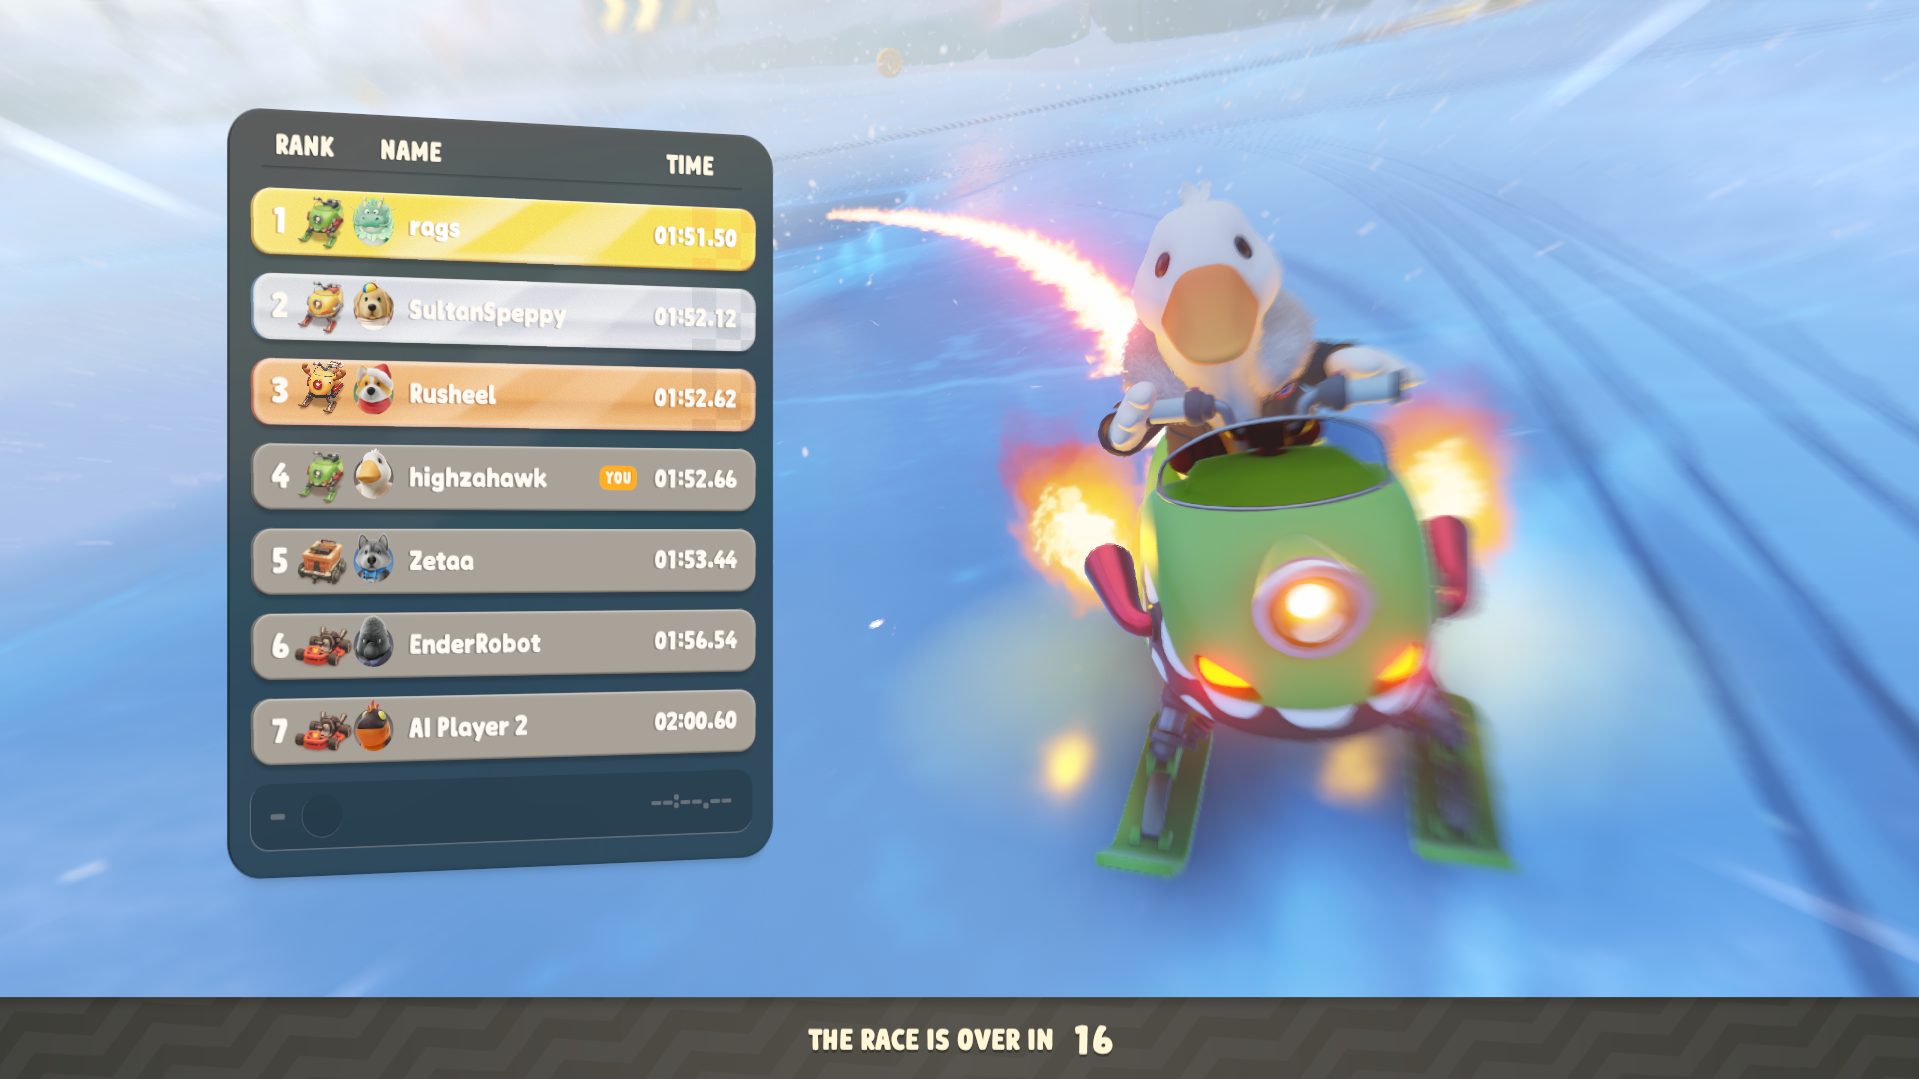 RANK NAME TIME
1 rags 01:51.50
2 SultanSpeppy 01:52.12
3 Rusheel 01:52.62
4 highzahawk YOU 01:52.66
5 Zetaa 01:53.44
6 EnderRobot 01:56.54
7 AI Player 2 02:00.60
- --:--.--
THE RACE IS OVER IN 16